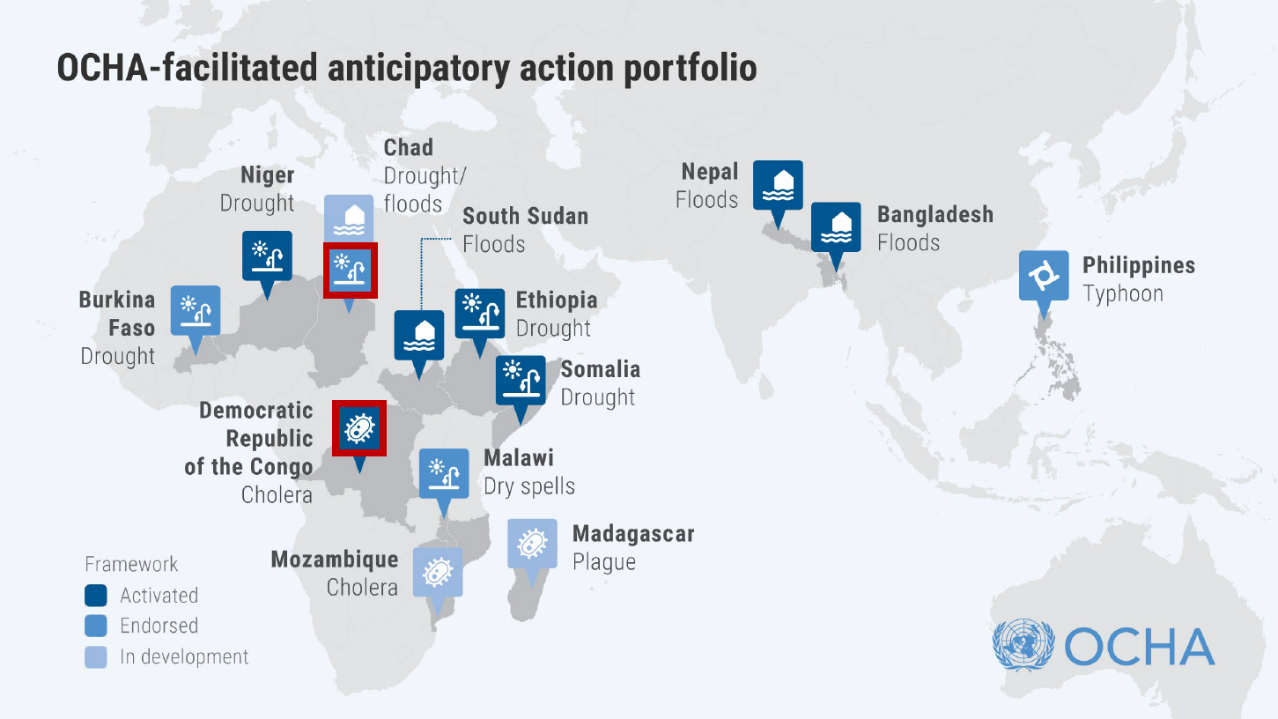 OCHA-facilitated anticipatory action portfolio
Chad
Drought/
floods
Niger
Drought
South Sudan
Floods
Nepal
Floods
Bangladesh
Floods
Philippines
Typhoon
Burkina
Faso
Drought
Ethiopia
Drought
Somalia
Drought
Democratic
Republic
of the Congo
Cholera
Malawi
Dry spells
Madagascar
Plague
Mozambique
Cholera
Framework
Activated
Endorsed
In development
OCHA